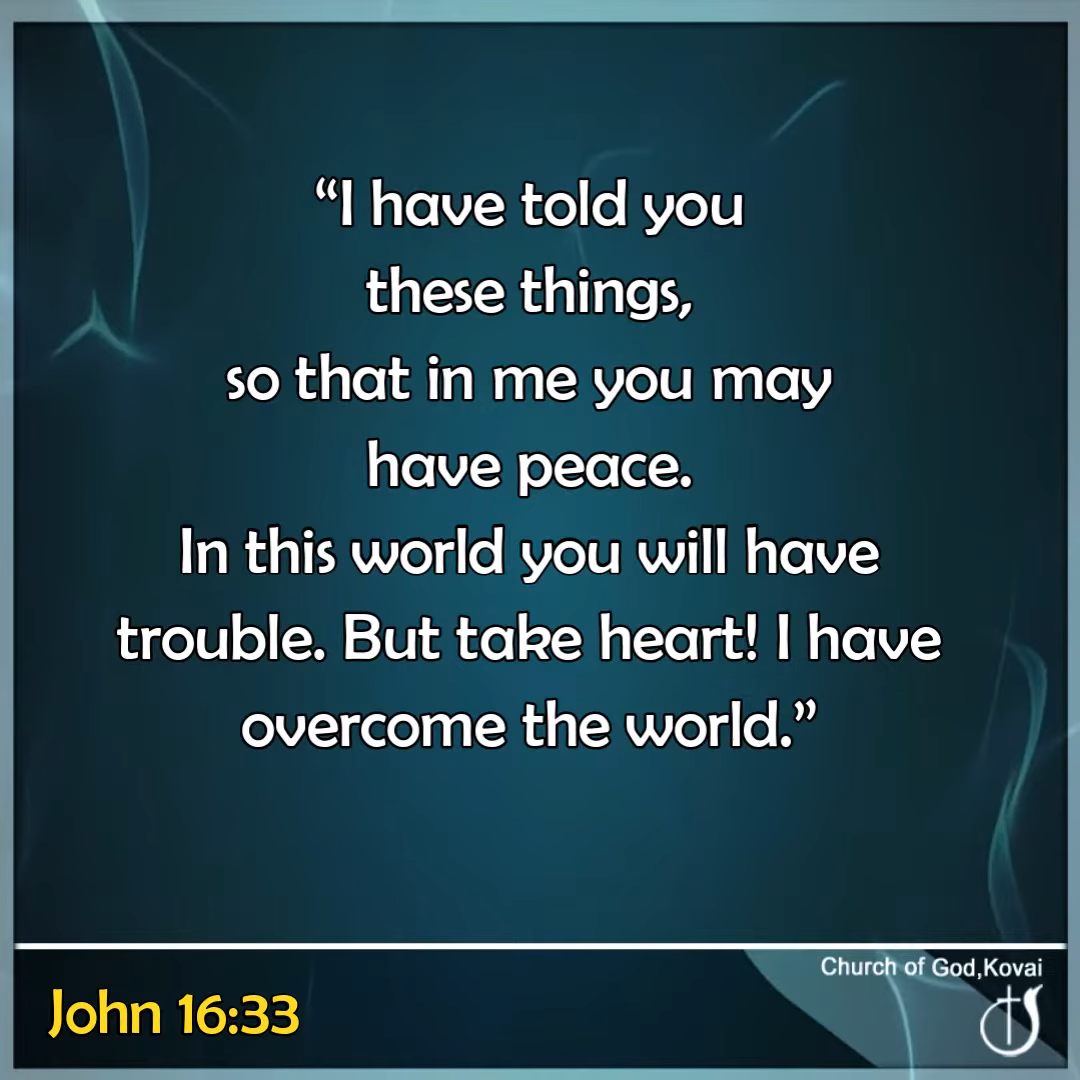 “I have told you
these things,
so that in me you may
have peace.
In this world you will have
trouble. But take heart! I have
overcome the world.”
Church of God,Kovai
John 16:33